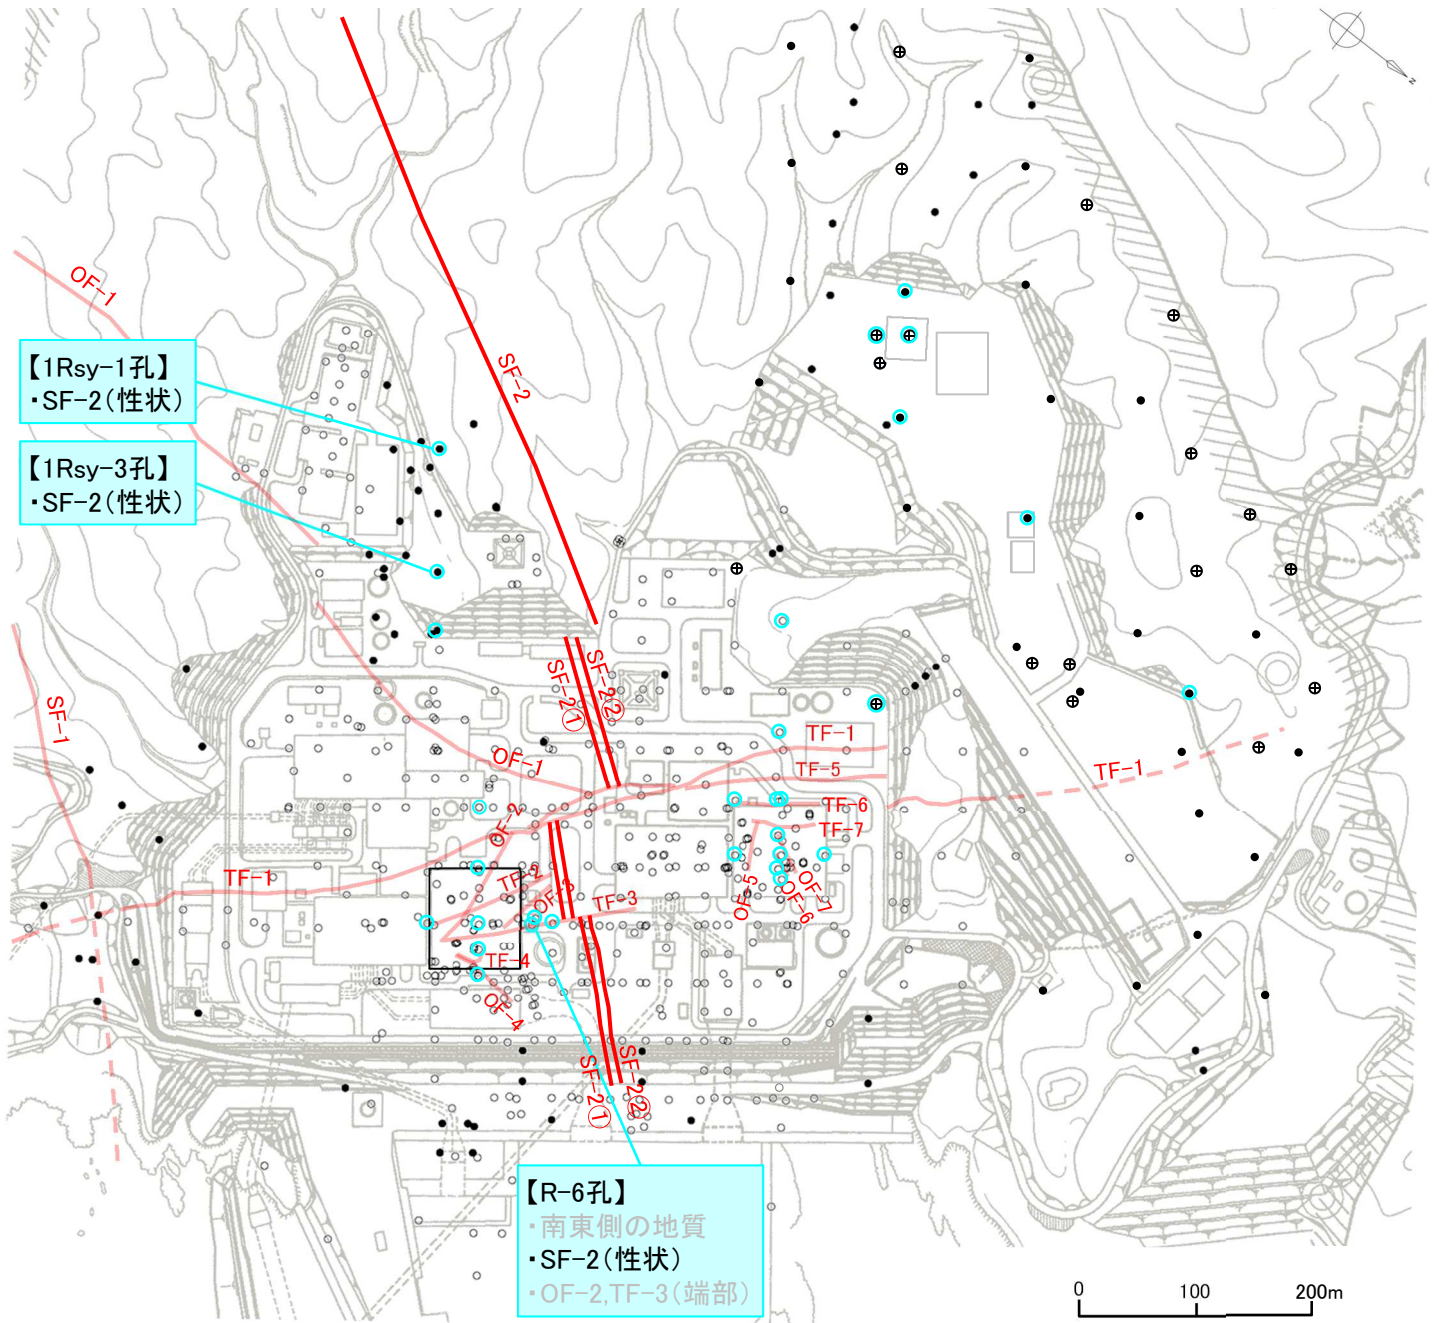 N
OF-1
SF-2
【1Rsy-1孔】
・SF-2(性状)
【1Rsy-3孔】
・SF-2(性状)
SF-1
SF-2①
SF-2②
OF-1
TF-1
TF-5
TF-1
TF-6
TF-7
OF-2
TF-1
TF-2
OF-3
TF-3
OF-5
OF-6
OF-7
TF-4
OF-4
SF-2①
SF-2②
【R-6孔】
・南東側の地質
・SF-2(性状)
・OF-2,TF-3(端部)
0 100 200m